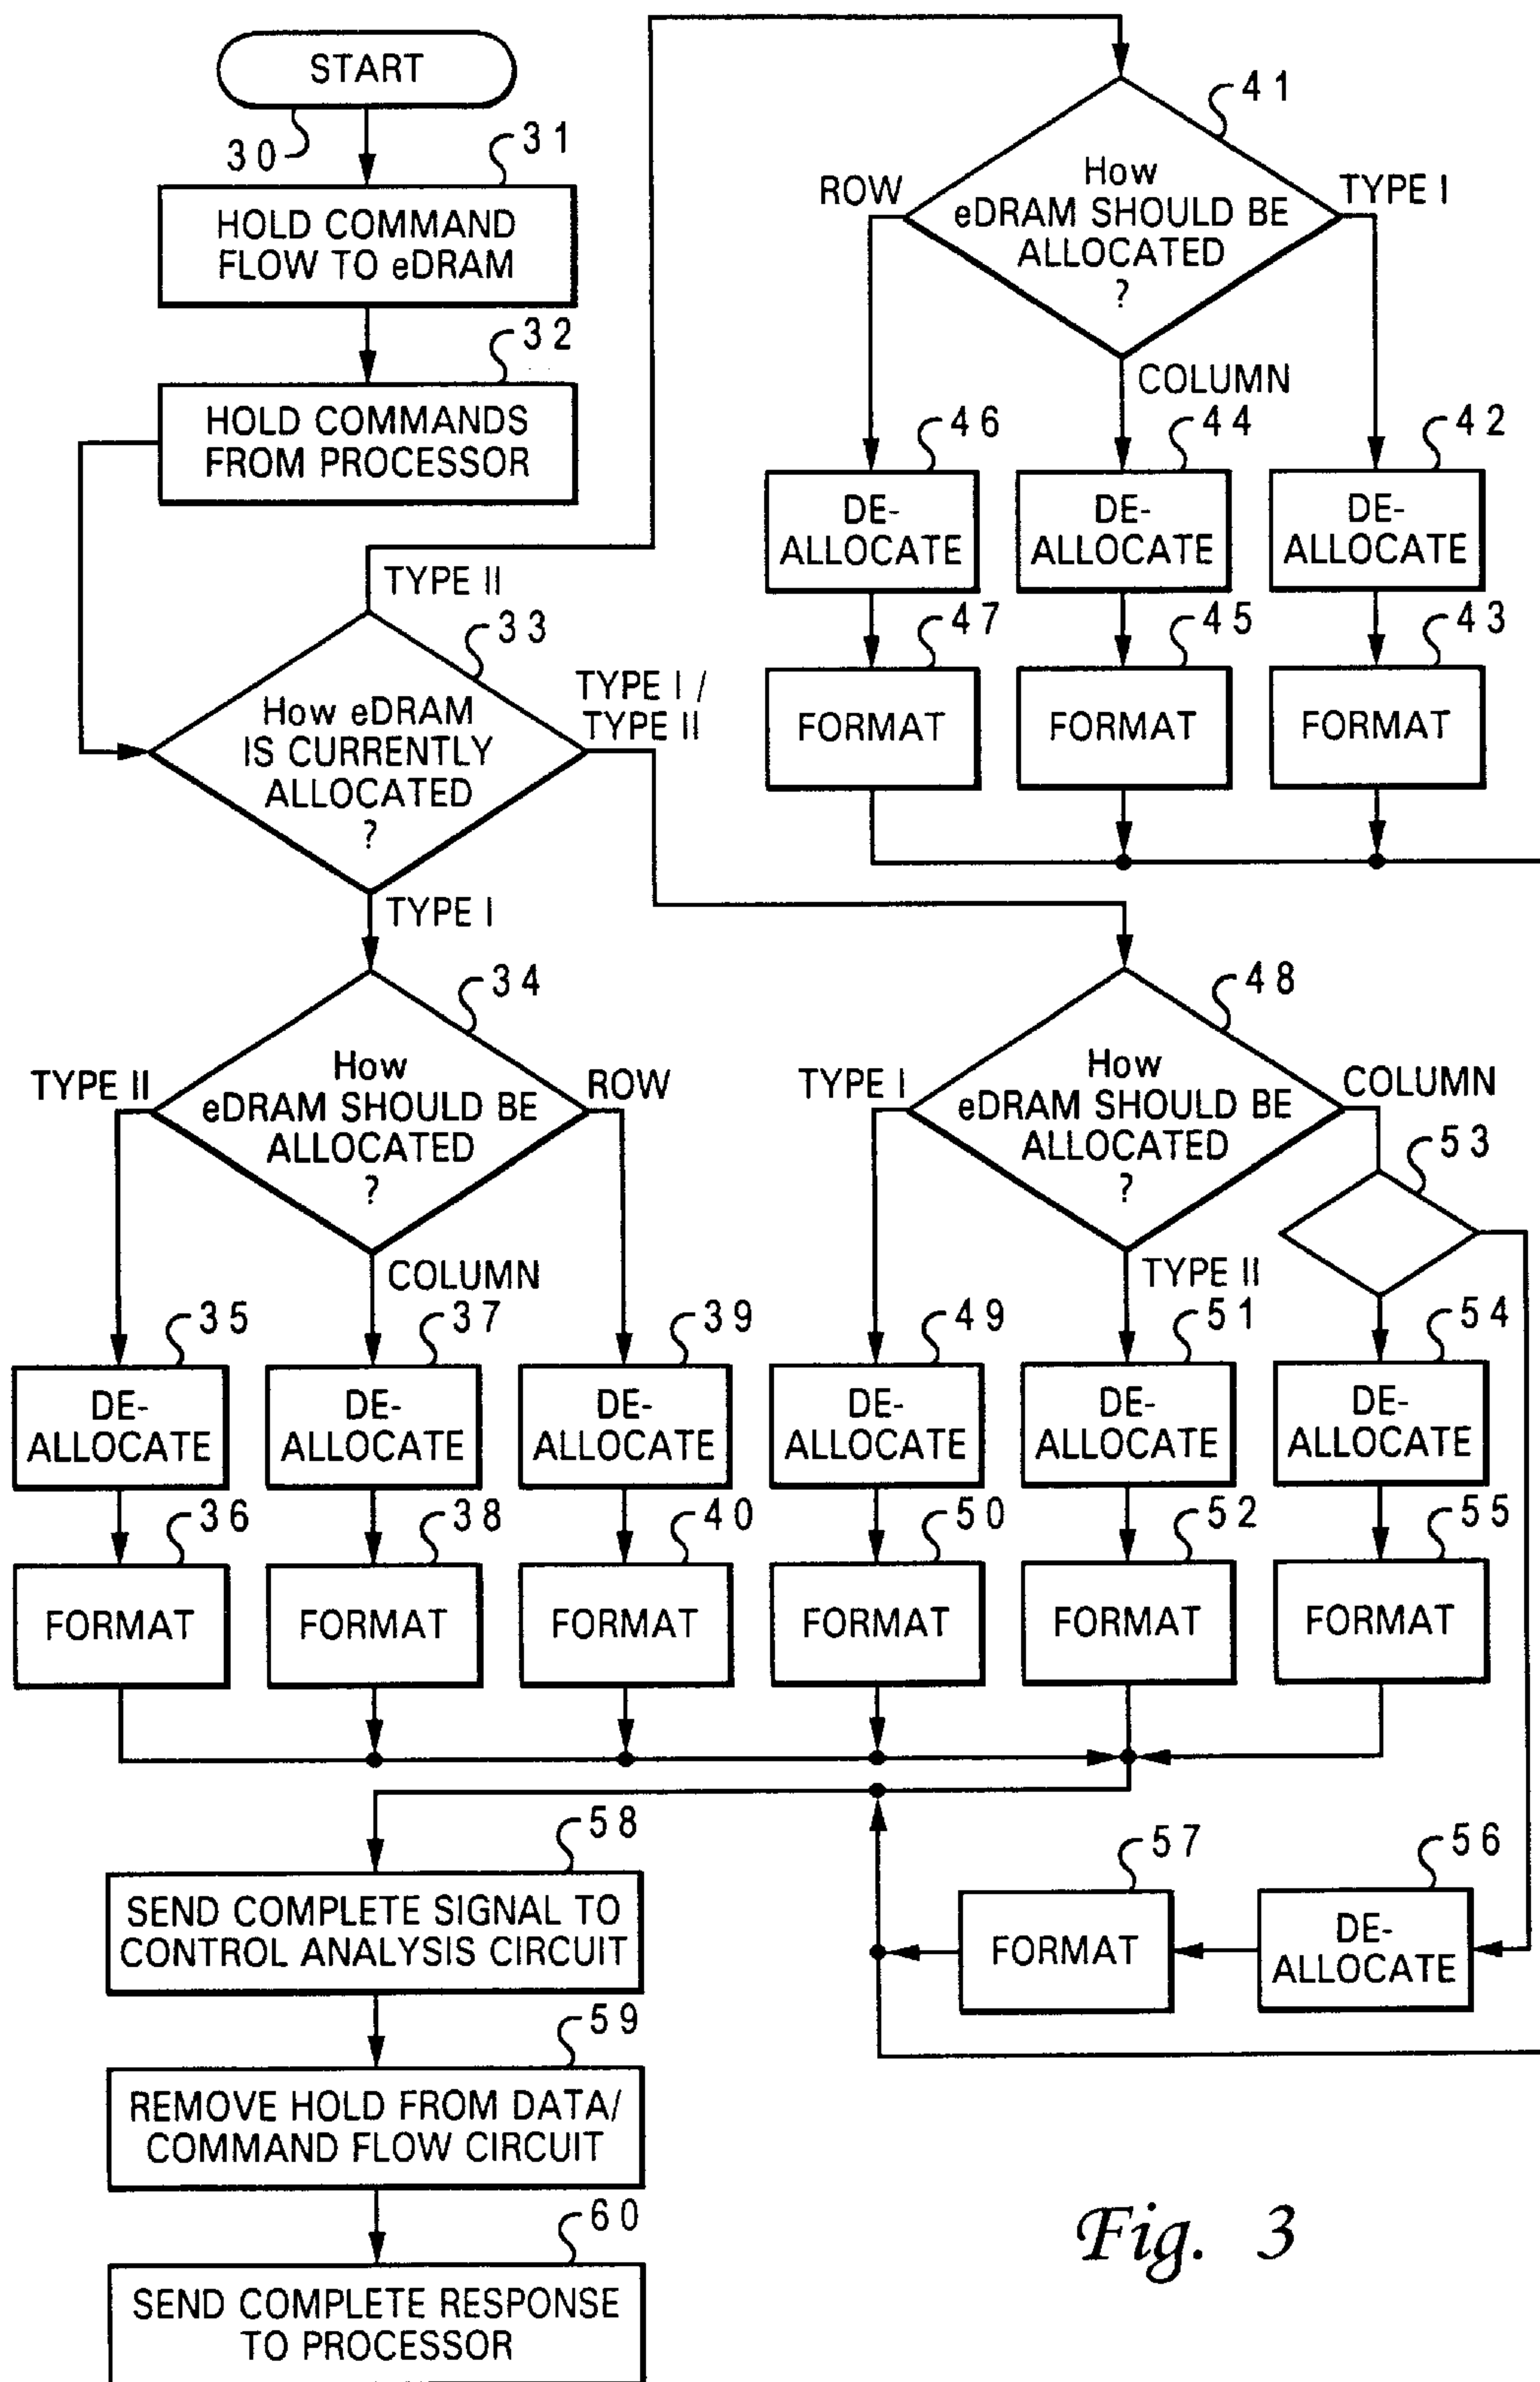 START
30
31
HOLD COMMAND
FLOW TO eDRAM
32
HOLD COMMANDS
FROM PROCESSOR
TYPE II
33
How eDRAM
IS CURRENTLY
ALLOCATED
?
TYPE I /
TYPE II
TYPE I
41
How
eDRAM SHOULD BE
ALLOCATED
?
ROW
TYPE I
COLUMN
46
DE-
ALLOCATE
44
DE-
ALLOCATE
42
DE-
ALLOCATE
47
FORMAT
45
FORMAT
43
FORMAT
34
How
eDRAM SHOULD BE
ALLOCATED
?
TYPE II
ROW
COLUMN
35
DE-
ALLOCATE
37
DE-
ALLOCATE
39
DE-
ALLOCATE
36
FORMAT
38
FORMAT
40
FORMAT
48
How
eDRAM SHOULD BE
ALLOCATED
?
TYPE I
COLUMN
53
TYPE II
49
DE-
ALLOCATE
51
DE-
ALLOCATE
54
DE-
ALLOCATE
50
FORMAT
52
FORMAT
55
FORMAT
57
FORMAT
56
DE-
ALLOCATE
58
SEND COMPLETE SIGNAL TO
CONTROL ANALYSIS CIRCUIT
59
REMOVE HOLD FROM DATA/
COMMAND FLOW CIRCUIT
60
SEND COMPLETE RESPONSE
TO PROCESSOR
Fig. 3